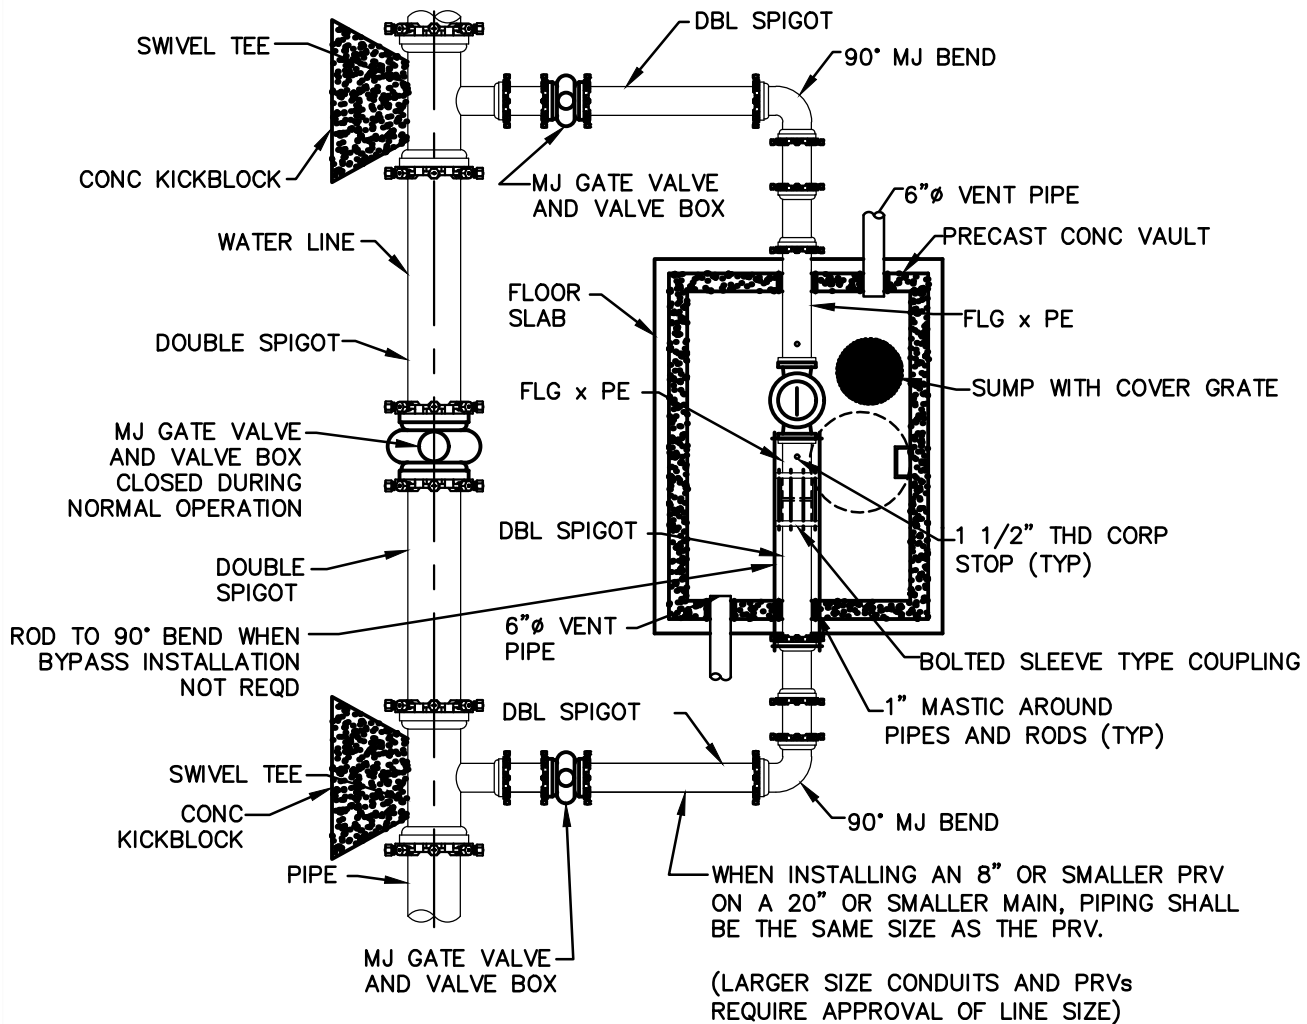 DBL SPIGOT
SWIVEL TEE
90° MJ BEND
CONC KICKBLOCK
MJ GATE VALVE
AND VALVE BOX
6"ø VENT PIPE
WATER LINE
PRECAST CONC VAULT
FLOOR
SLAB
FLG x PE
DOUBLE SPIGOT
FLG x PE
SUMP WITH COVER GRATE
MJ GATE VALVE
AND VALVE BOX
CLOSED DURING
NORMAL OPERATION
DBL SPIGOT
1 1/2" THD CORP
STOP (TYP)
DOUBLE
SPIGOT
ROD TO 90° BEND WHEN
BYPASS INSTALLATION
NOT REQD
6"ø VENT
PIPE
BOLTED SLEEVE TYPE COUPLING
DBL SPIGOT
1" MASTIC AROUND
PIPES AND RODS (TYP)
SWIVEL TEE
CONC
KICKBLOCK
90° MJ BEND
PIPE
WHEN INSTALLING AN 8" OR SMALLER PRV
ON A 20" OR SMALLER MAIN, PIPING SHALL
BE THE SAME SIZE AS THE PRV.
MJ GATE VALVE
AND VALVE BOX
(LARGER SIZE CONDUITS AND PRVs
REQUIRE APPROVAL OF LINE SIZE)